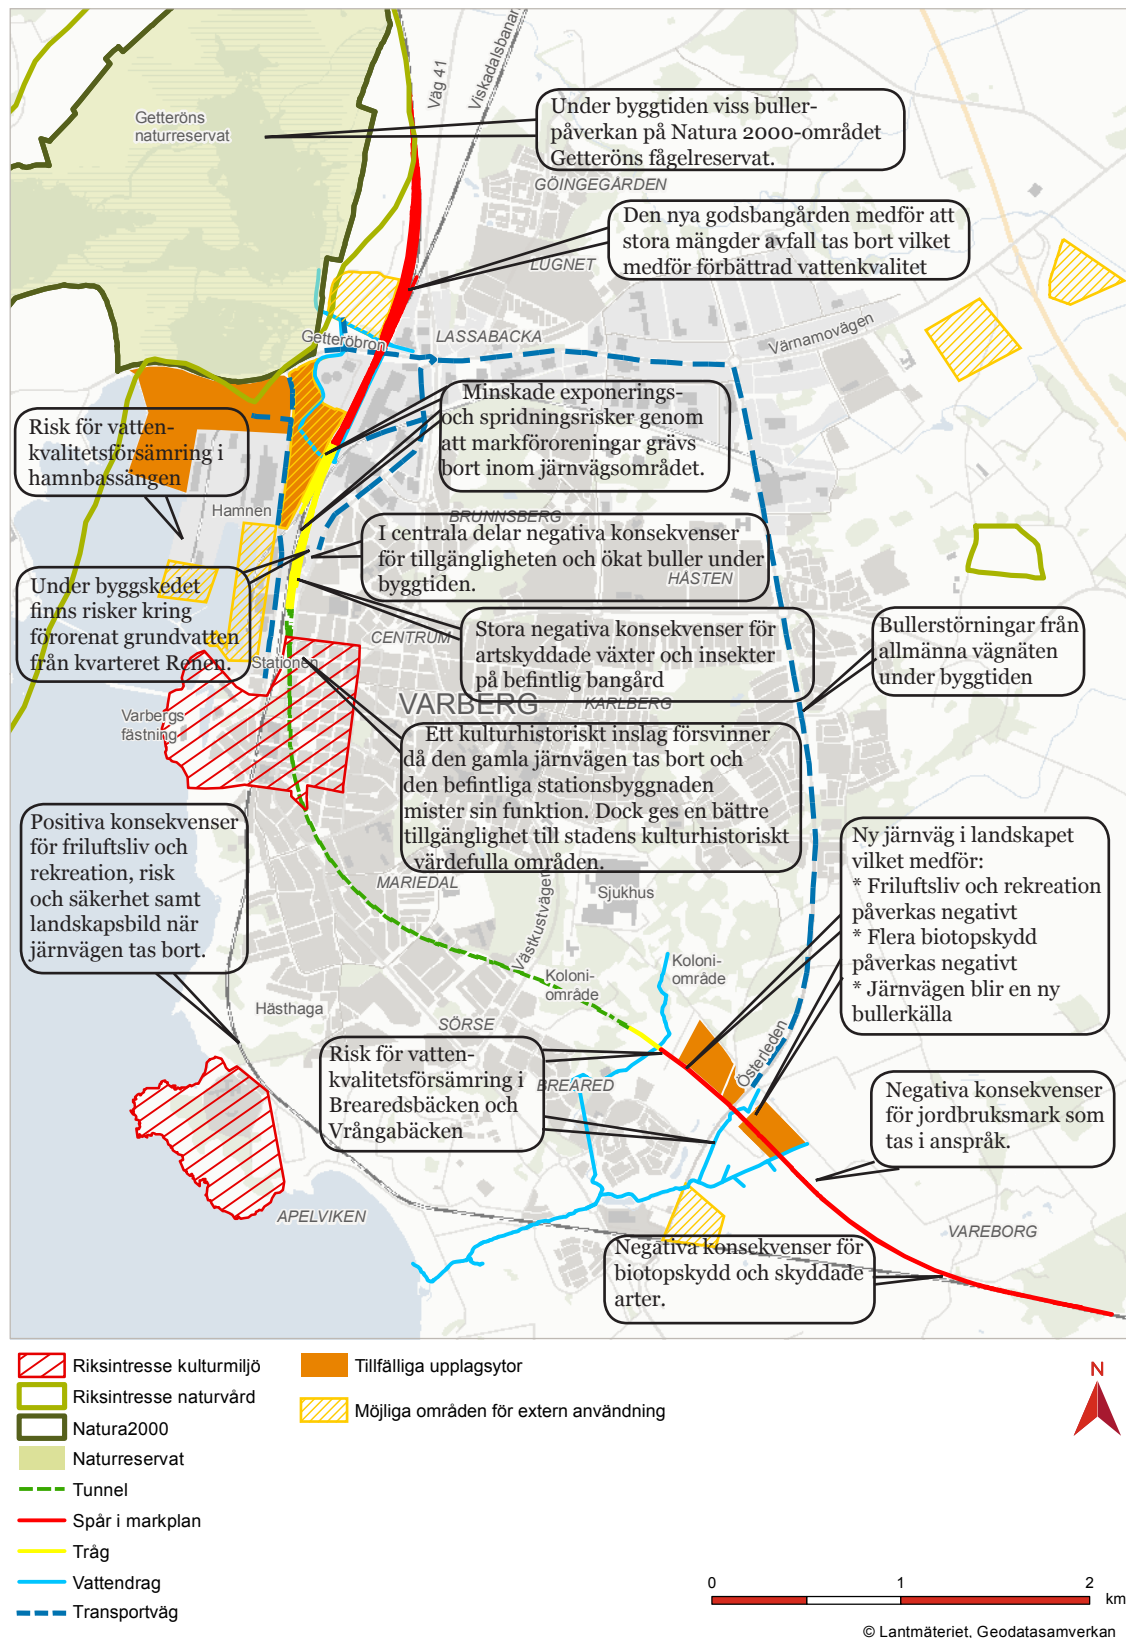 Väg 41
Viskadalsbanan
Getteröns
naturreservat
Under byggtiden viss buller-
påverkan på Natura 2000-området
Getteröns fågelreservat.
GÖINGEGÅRDEN
Den nya godsbangården medför att
stora mängder avfall tas bort vilket
medför förbättrad vattenkvalitet
LUGNET
Getteröbron
LASSABACKA
Värnamovägen
Minskade exponerings-
och spridningsrisker genom
att markföroreningar grävs
bort inom järnvägsområdet.
Risk för vatten-
kvalitetsförsämring i
hamnbassängen
Hamnen
BRUNNSBERG
I centrala delar negativa konsekvenser
för tillgängligheten och ökat buller under
byggtiden.
HÅSTEN
Under byggskedet
finns risker kring
förorenat grundvatten
från kvarteret Renen.
Stationen
CENTRUM
Stora negativa konsekvenser för
artskyddade växter och insekter
på befintlig bangård
Bullerstörningar från
allmänna vägnäten
under byggtiden
VARBERG
KARLBERG
Varbergs
fästning
Ett kulturhistoriskt inslag försvinner
då den gamla järnvägen tas bort och
den befintliga stationsbyggnaden
mister sin funktion. Dock ges en bättre
tillgänglighet till stadens kulturhistoriskt
värdefulla områden.
Positiva konsekvenser
för friluftsliv och
rekreation, risk
och säkerhet samt
landskapsbild när
järnvägen tas bort.
MARIEDAL
Sjukhus
Västkustvägen
Ny järnväg i landskapet
vilket medför:
* Friluftsliv och rekreation
påverkas negativt
* Flera biotopskydd
påverkas negativt
* Järnvägen blir en ny
bullerkälla
Koloni-
område
Koloni-
område
Hästhaga
SÖRSE
Österleden
Risk för vatten-
kvalitetsförsämring i
Brearedsbäcken och
Vrångabäcken
BREARED
Negativa konsekvenser
för jordbruksmark som
tas i anspråk.
APELVIKEN
VAREBORG
Negativa konsekvenser för
biotopskydd och skyddade
arter.
Riksintresse kulturmiljö
Riksintresse naturvård
Natura2000
Naturreservat
Tunnel
Spår i markplan
Tråg
Vattendrag
Transportväg
Tillfälliga upplagsytor
Möjliga områden för extern användning
N
0 1 2
km
© Lantmäteriet, Geodatasamverkan